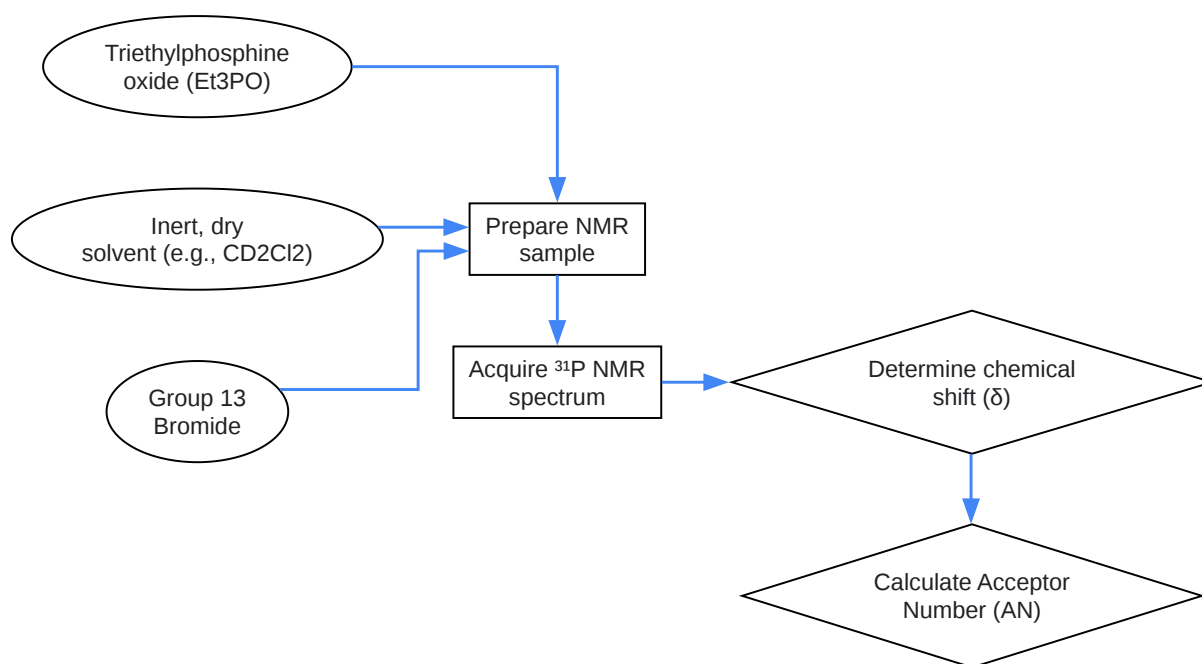 Triethylphosphine
oxide (Et3PO)
Inert, dry
solvent (e.g., CD2Cl2)
Prepare NMR
sample
Group 13
Bromide
Acquire ³¹P NMR
spectrum
Determine chemical
shift (δ)
Calculate Acceptor
Number (AN)